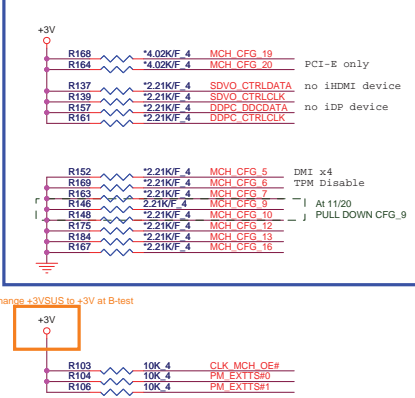 +3V
R168 *4.02K/F_4 MCH_CFG_19
R164 *4.02K/F_4 MCH_CFG_20 PCI-E only
R137 *2.21K/F_4 SDVO_CTRLDATA no iHDMI device
R139 *2.21K/F_4 SDVO_CTRLCLK
R157 *2.21K/F_4 DDPC_DDCDATA no iDP device
R161 *2.21K/F_4 DDPC_CTRLCLK
R152 *2.21K/F_4 MCH_CFG_5 DMI x4
R169 *2.21K/F_4 MCH_CFG_6 TPM Disable
R163 *2.21K/F_4 MCH_CFG_7
R146 2.21K/F_4 MCH_CFG_9 At 11/20
R148 *2.21K/F_4 MCH_CFG_10 PULL DOWN CFG_9
R175 *2.21K/F_4 MCH_CFG_12
R184 *2.21K/F_4 MCH_CFG_13
R167 *2.21K/F_4 MCH_CFG_16
hange +3VSUS to +3V at B-test
+3V
R103 10K_4 CLK_MCH_OE#
R104 10K_4 PM_EXTTS#0
R106 10K_4 PM_EXTTS#1